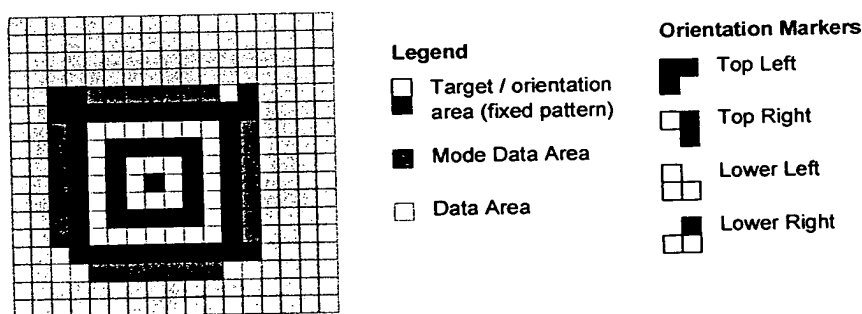 Legend
Target / orientation
area (fixed pattern)
Mode Data Area
Data Area
Orientation Markers
Top Left
Top Right
Lower Left
Lower Right